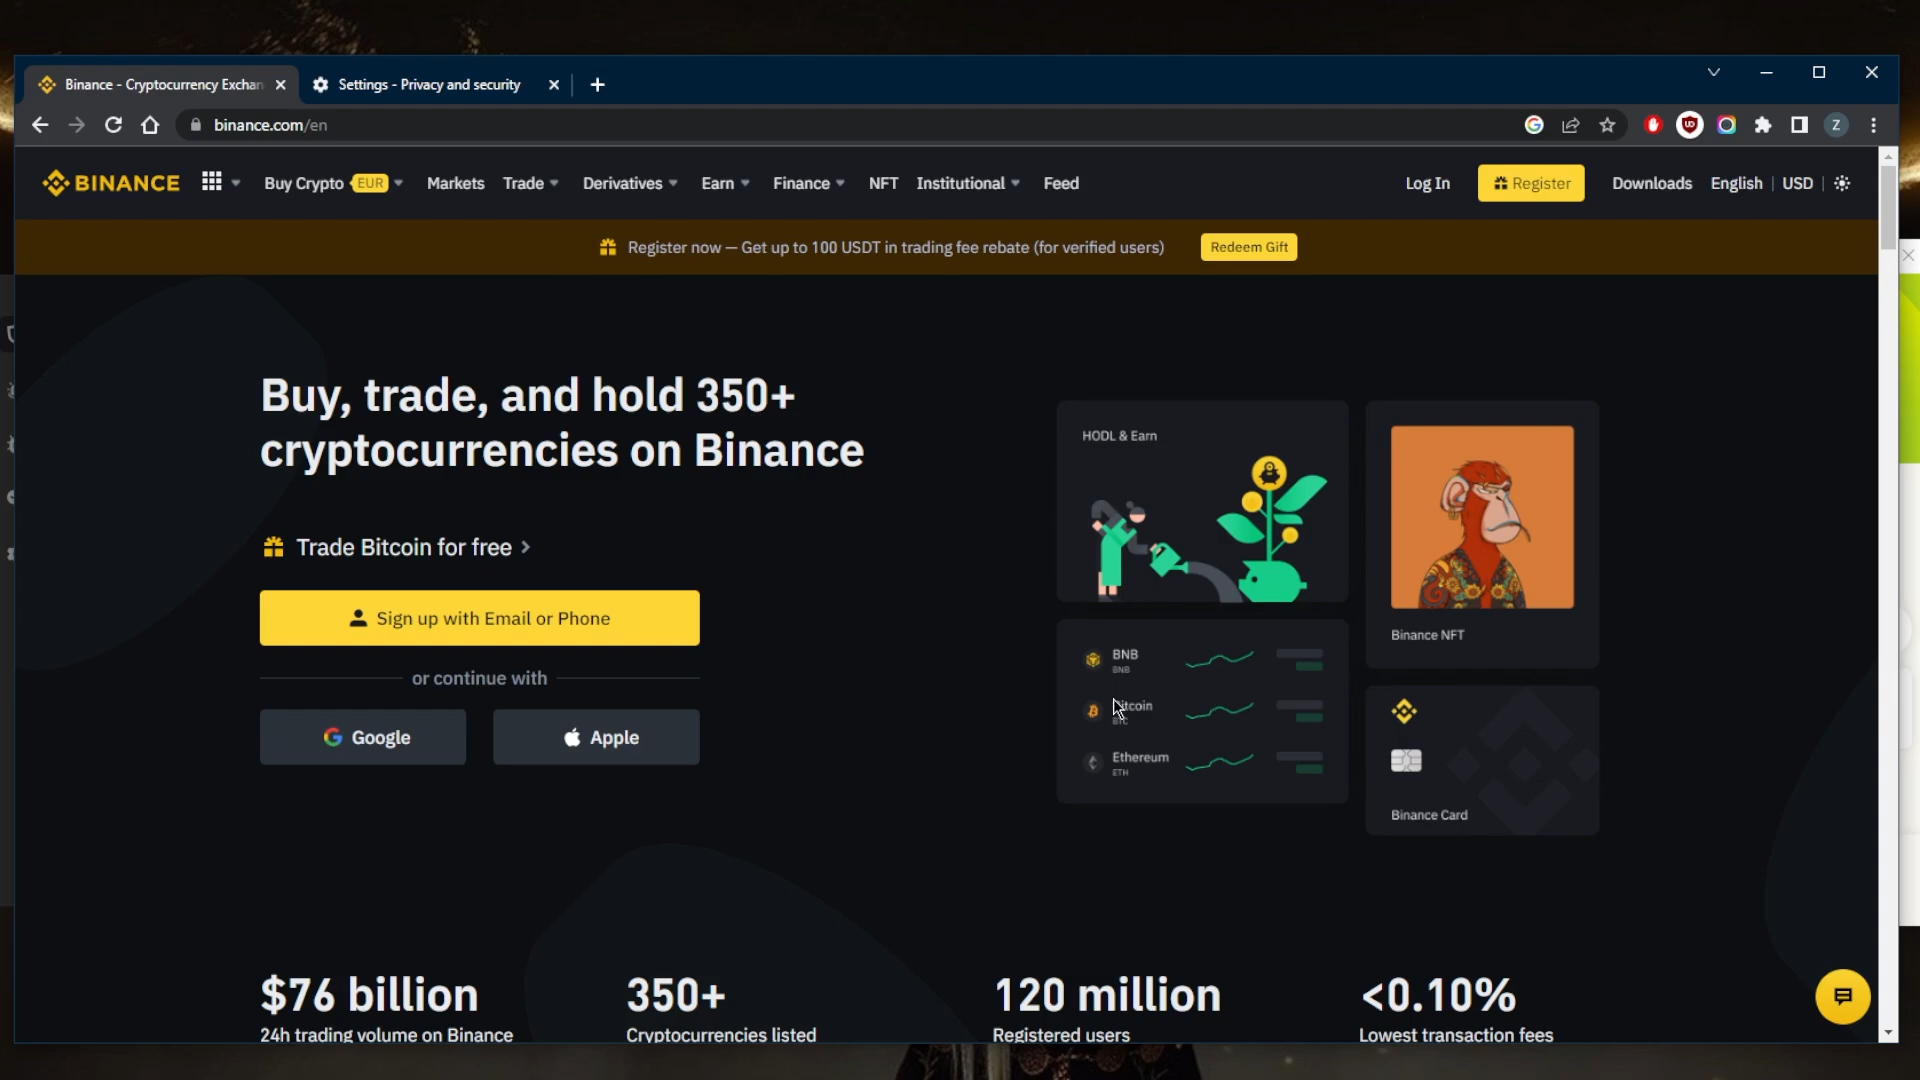 Binance - Cryptocurrency Exchan
Settings - Privacy and security
binance.com/en
Z
BINANCE
Buy Crypto EUR
Markets
Trade
Derivatives
Earn
Finance
NFT
Institutional
Feed
Log In
Register
Downloads
English
USD
Register now — Get up to 100 USDT in trading fee rebate (for verified users)
Redeem Gift
Buy, trade, and hold 350+
cryptocurrencies on Binance
Trade Bitcoin for free
Sign up with Email or Phone
or continue with
Google
Apple
HODL & Earn
BNB
BNB
Bitcoin
BTC
Ethereum
ETH
Binance NFT
Binance Card
$76 billion
24h trading volume on Binance
350+
Cryptocurrencies listed
120 million
Registered users
<0.10%
Lowest transaction fees